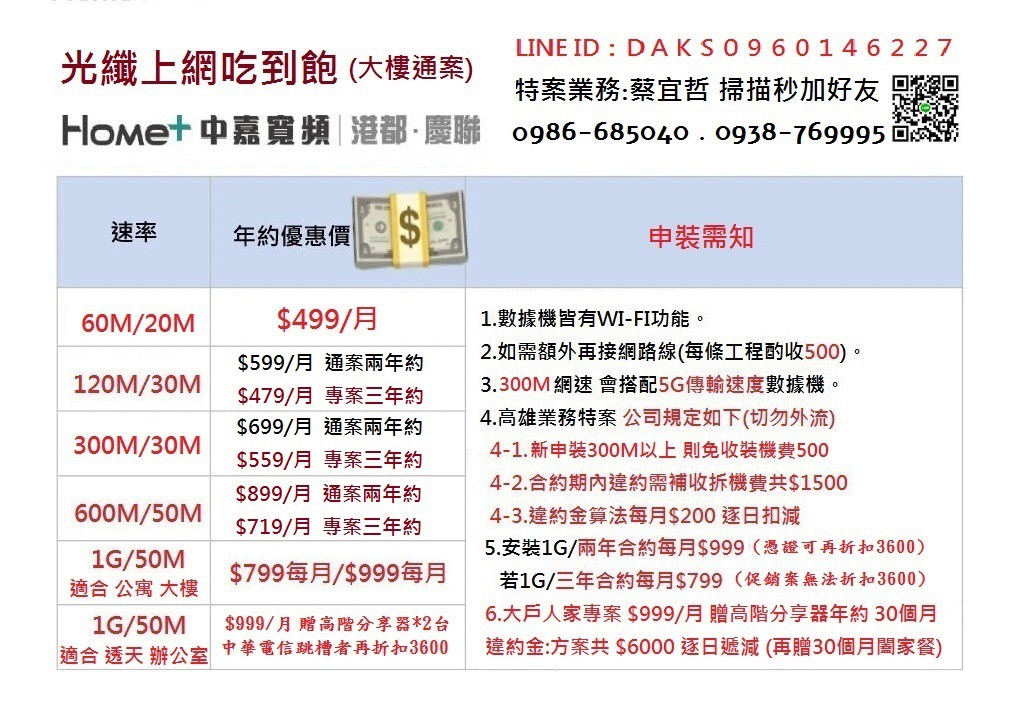 光纖上網吃到飽 (大樓通案)
Home+ 中嘉寬頻 | 港都·慶聯
LINE ID : DAKS0960146227
特案業務:蔡宜哲 掃描秒加好友
0986-685040 . 0938-769995
速率 年約優惠價 $ 申裝需知
60M/20M
$499/月
120M/30M
$599/月 通案兩年約
$479/月 專案三年約
300M/30M
$699/月 通案兩年約
$559/月 專案三年約
600M/50M
$899/月 通案兩年約
$719/月 專案三年約
1G/50M
適合 公寓 大樓
$799每月/$999每月
1G/50M
適合 透天 辦公室
$999/月 贈高階分享器*2台
中華電信跳槽者再折扣3600
1.數據機皆有WI-FI功能。
2.如需額外再接網路線(每條工程酌收500)。
3.300M 網速 會搭配5G傳輸速度數據機。
4.高雄業務特案 公司規定如下(切勿外流)
4-1.新申裝300M以上 則免收裝機費500
4-2.合約期內違約需補收拆機費共$1500
4-3.違約金算法每月$200 逐日扣減
5.安裝1G/兩年合約每月$999（憑證可再折扣3600）
若1G/三年合約每月$799（促銷案無法折扣3600）
6.大戶人家專案 $999/月 贈高階分享器年約 30個月
違約金:方案共 $6000 逐日遞減 (再贈30個月闔家餐)